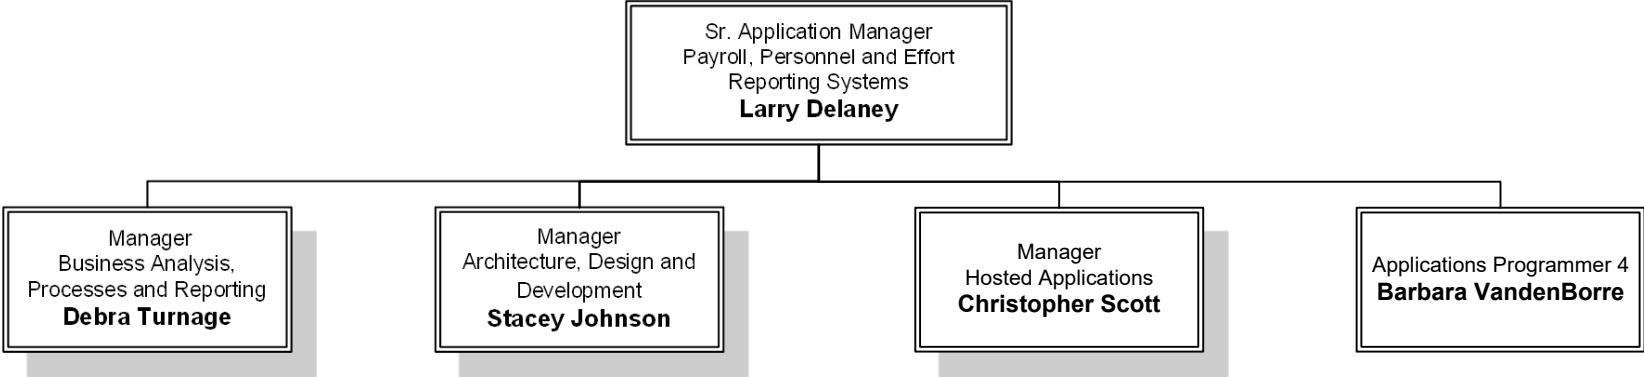 Sr. Application Manager
Payroll, Personnel and Effort
Reporting Systems
Larry Delaney
Manager
Business Analysis,
Processes and Reporting
Debra Turnage
Manager
Architecture, Design and
Development
Stacey Johnson
Manager
Hosted Applications
Christopher Scott
Applications Programmer 4
Barbara VandenBorre